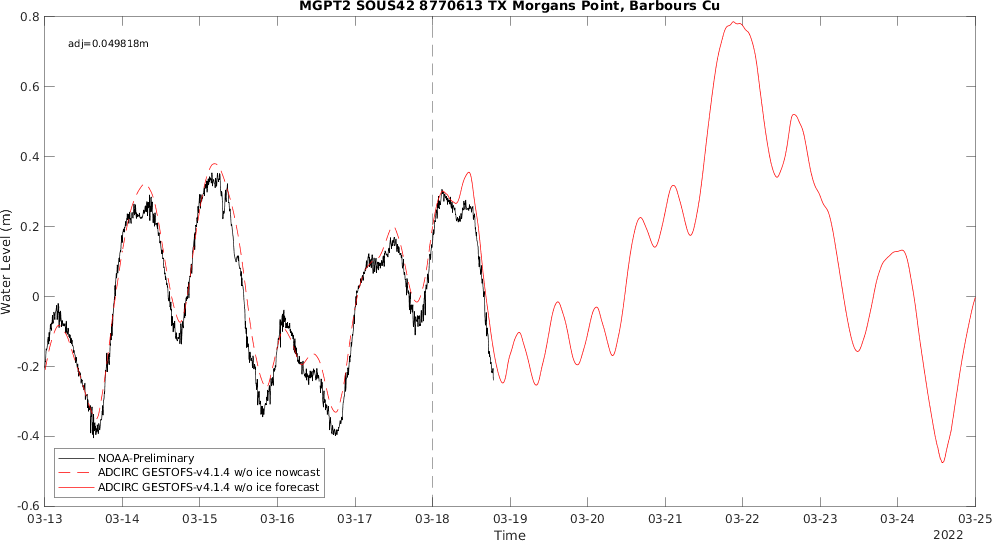 MGPT2 SOUS42 8770613 TX Morgans Point, Barbours Cu
adj=0.049818m
0.8
0.6
0.4
0.2
0
-0.2
-0.4
-0.6
Water Level (m)
NOAA-Preliminary
ADCIRC GESTOFS-v4.1.4 w/o ice nowcast
ADCIRC GESTOFS-v4.1.4 w/o ice forecast
03-13 03-14 03-15 03-16 03-17 03-18 03-19 03-20 03-21 03-22 03-23 03-24 03-25
Time
2022